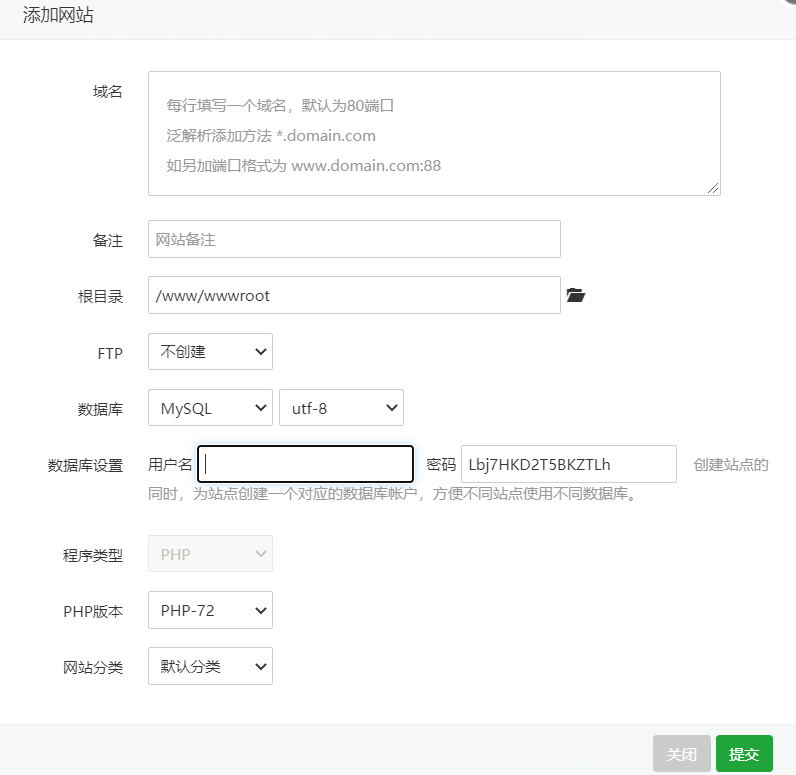 添加网站
域名
每行填写一个域名，默认为80端口
泛解析添加方法 *.domain.com
如另加端口格式为 www.domain.com:88
备注 网站备注
根目录 /www/wwwroot
FTP 不创建
数据库 MySQL utf-8
数据库设置 用户名 密码 Lbj7HKD2T5BKZTLh 创建站点的
同时，为站点创建一个对应的数据库帐户，方便不同站点使用不同数据库。
程序类型 PHP
PHP版本 PHP-72
网站分类 默认分类
关闭 提交